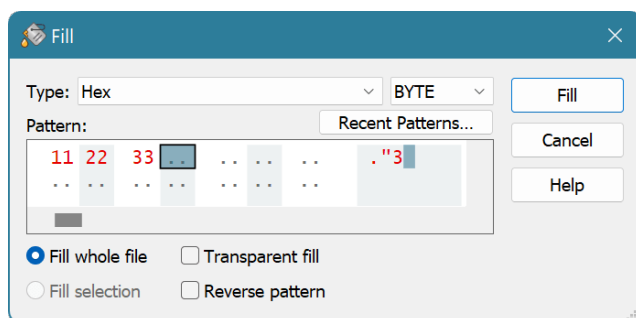 Fill
Type: Hex BYTE Fill
Pattern: Recent Patterns...
Cancel
11 22 33 .. .. .. .. ."3
.. .. .. .. .. .. ..
Help
Fill whole file Transparent fill
Fill selection Reverse pattern